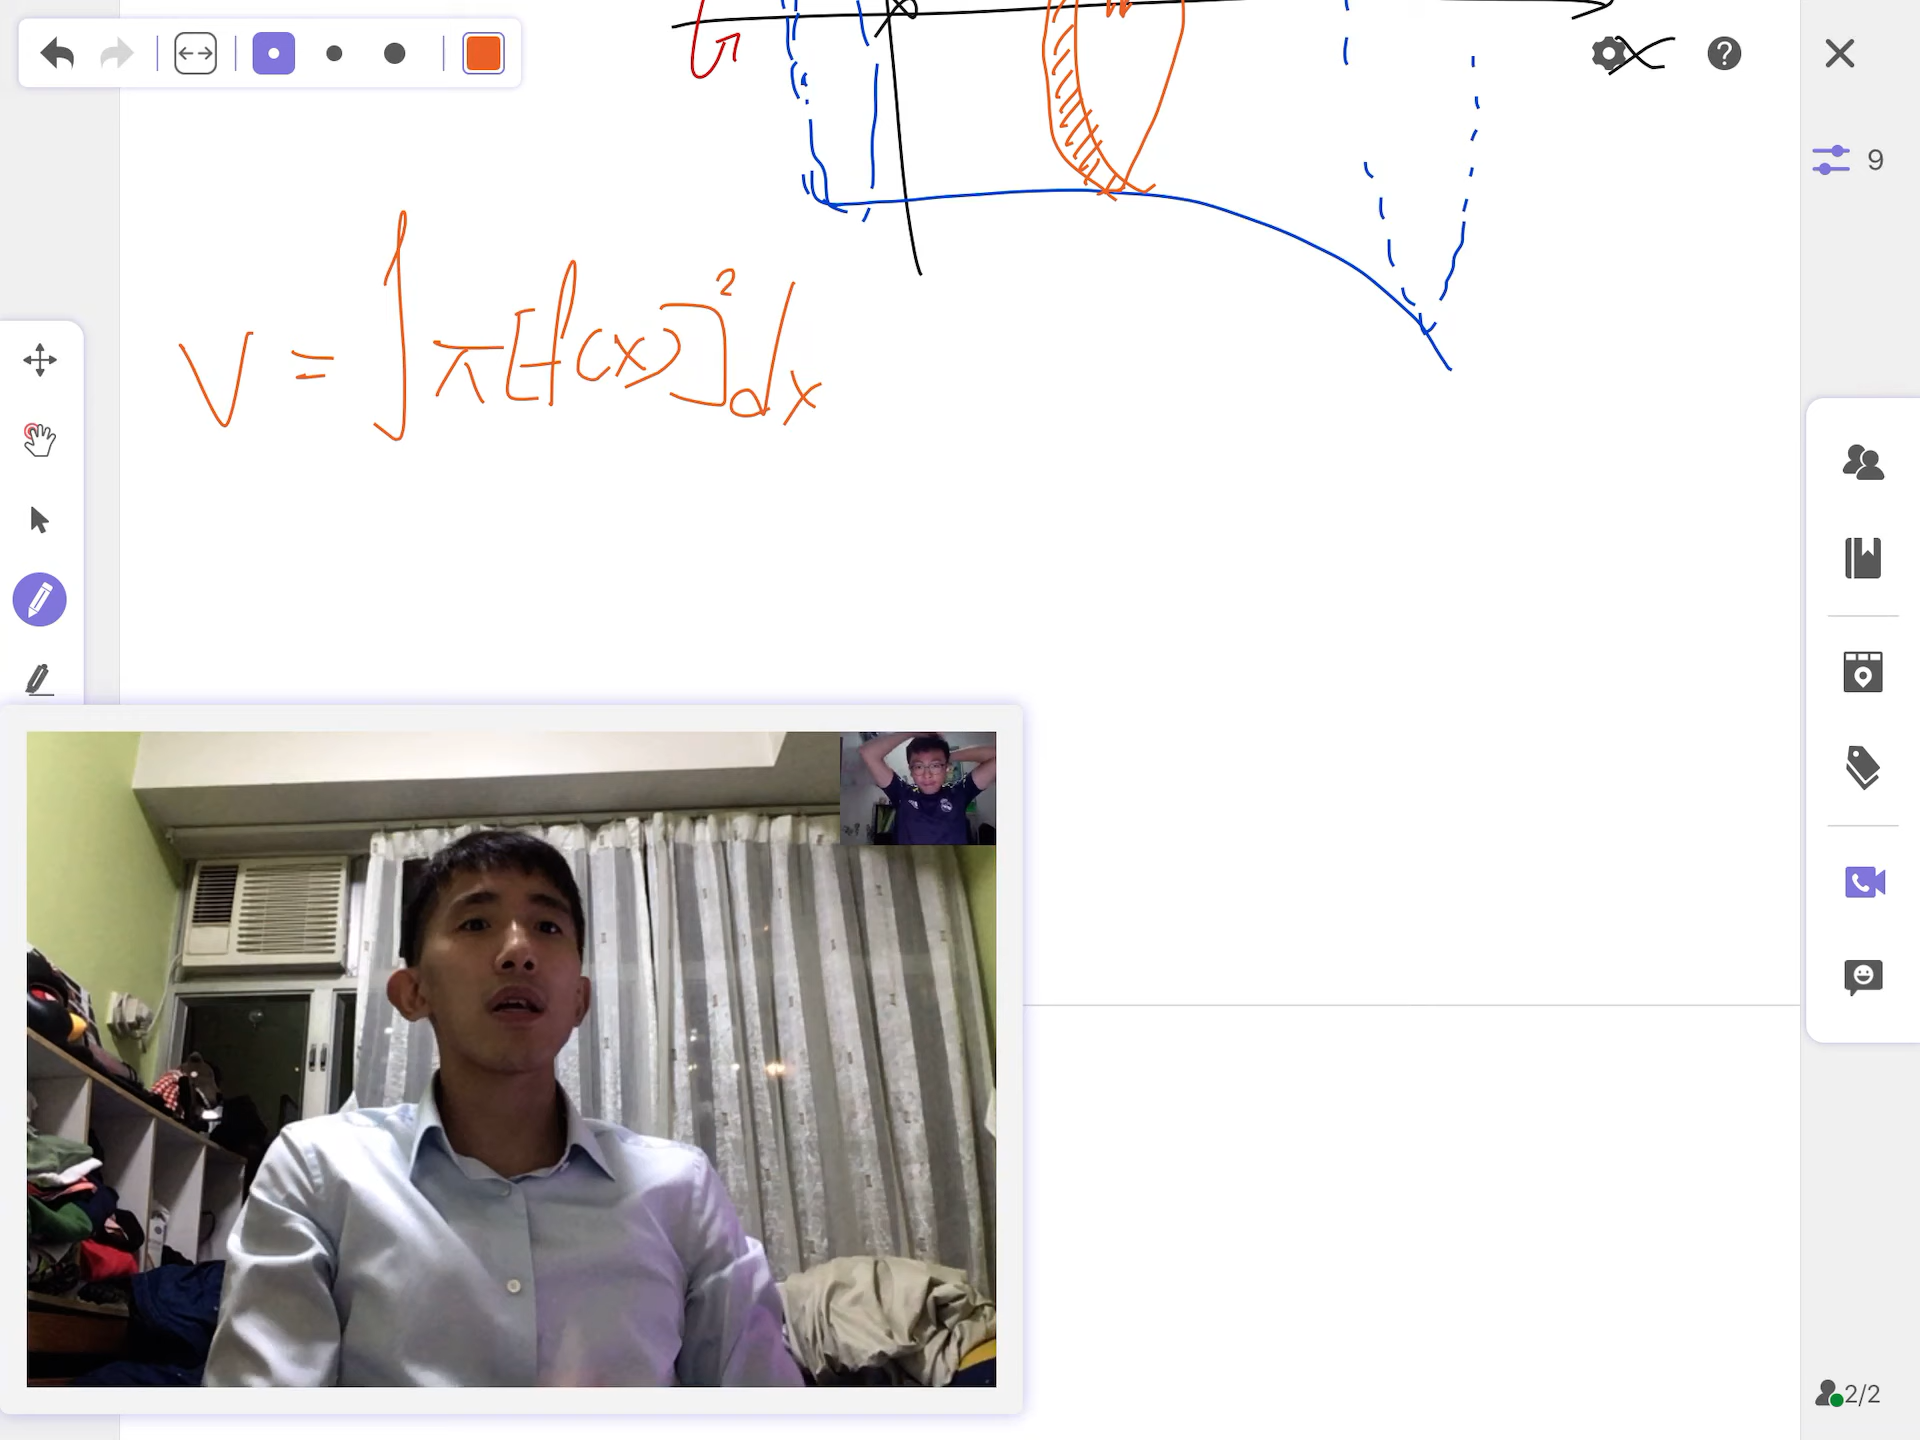 9
V = ∫ π[f(x)]² dx
2/2